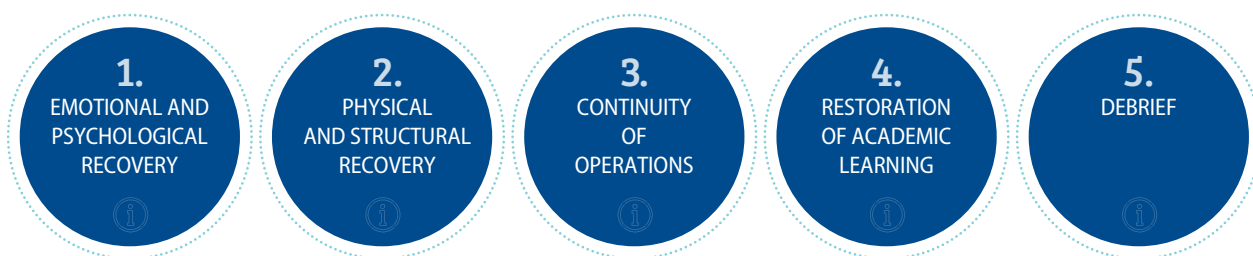 1.
EMOTIONAL AND
PSYCHOLOGICAL
RECOVERY
2.
PHYSICAL
AND STRUCTURAL
RECOVERY
3.
CONTINUITY
OF
OPERATIONS
4.
RESTORATION
OF ACADEMIC
LEARNING
5.
DEBRIEF